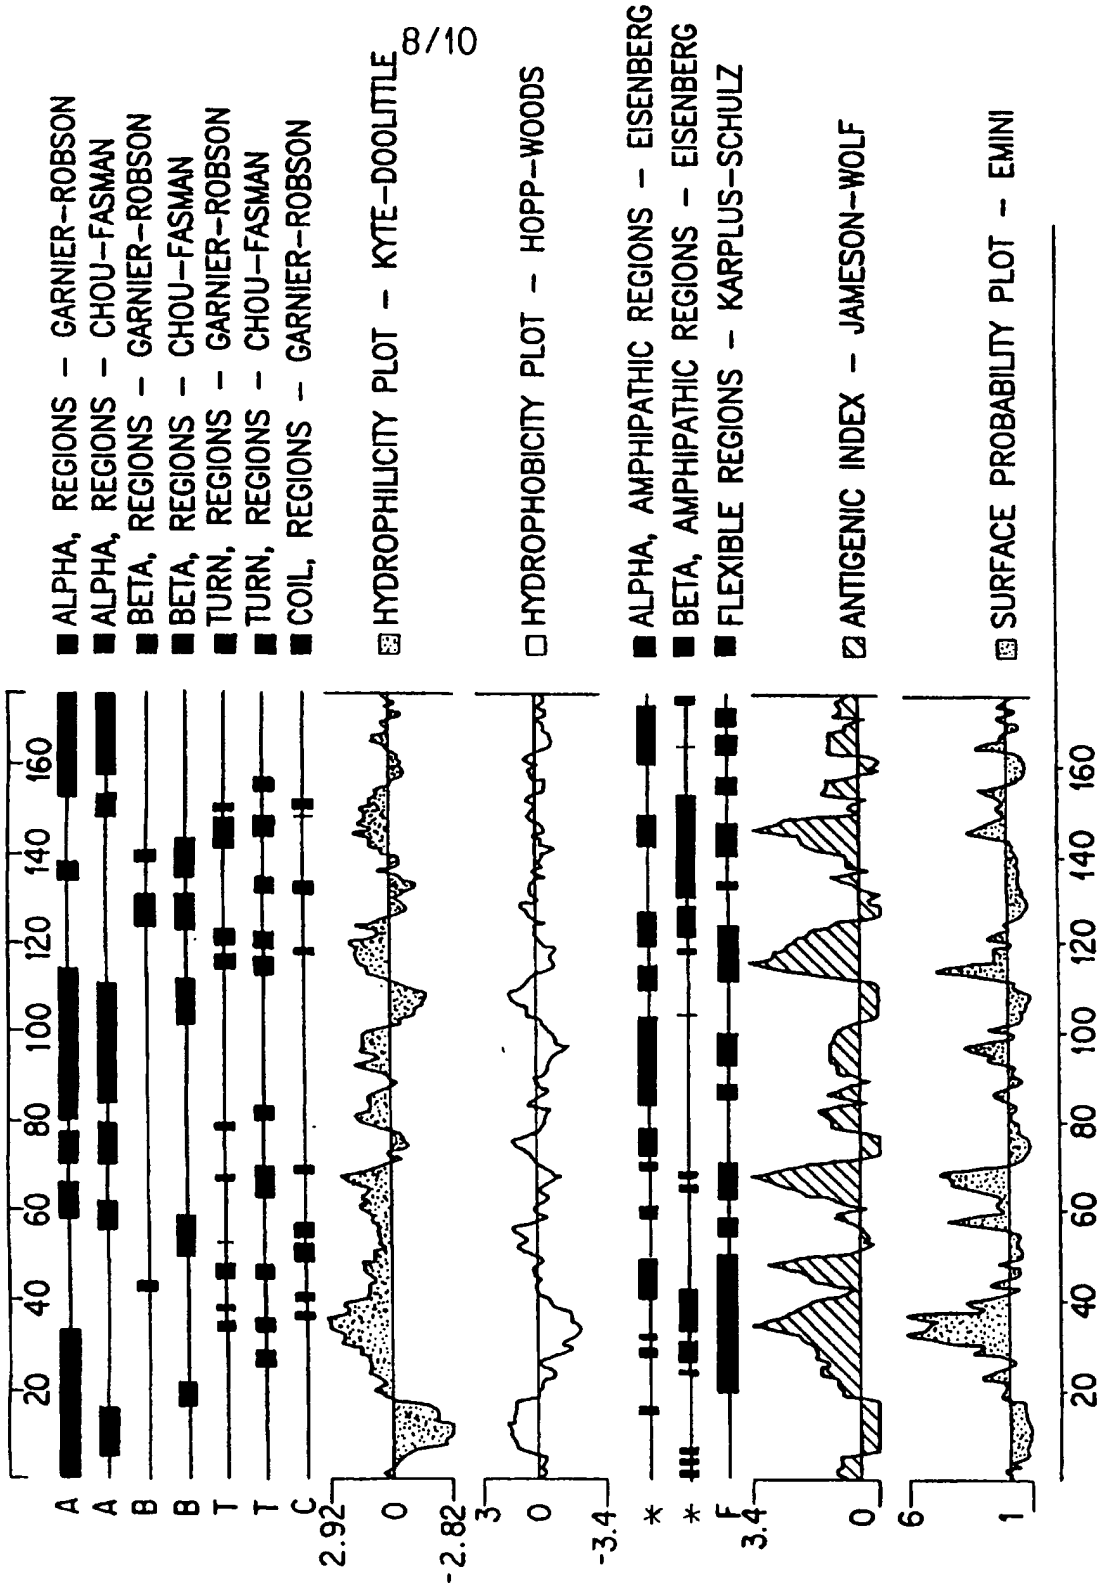 8/10
20 40 60 80 100 120 140 160
A ALPHA, REGIONS – GARNIER–ROBSON
A ALPHA, REGIONS – CHOU–FASMAN
B BETA, REGIONS – GARNIER–ROBSON
B BETA, REGIONS – CHOU–FASMAN
T TURN, REGIONS – GARNIER–ROBSON
T TURN, REGIONS – CHOU–FASMAN
C COIL, REGIONS – GARNIER–ROBSON
2.92
0 HYDROPHILICITY PLOT – KYTE–DOOLITTLE
-2.82
3
0 HYDROPHOBICITY PLOT – HOPP–WOODS
-3.4
* ALPHA, AMPHIPATHIC REGIONS – EISENBERG
* BETA, AMPHIPATHIC REGIONS – EISENBERG
F FLEXIBLE REGIONS – KARPLUS–SCHULZ
3.4
0 ANTIGENIC INDEX – JAMESON–WOLF
6
1 SURFACE PROBABILITY PLOT – EMINI
20 40 60 80 100 120 140 160